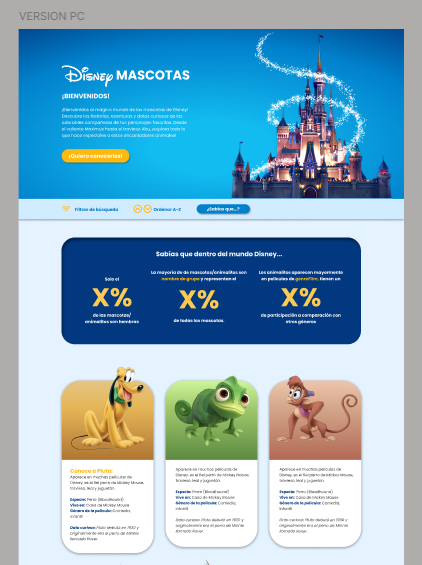 VERSION PC
Disney MASCOTAS
¡BIENVENIDOS!
¡Bienvenidos al mágico mundo de las mascotas de Disney!
Descubre las historias, aventuras y datos curiosos de los
adorables compañeros de tus personajes favoritos. Desde
el valiente Maximus hasta el travieso Abu, explora todo lo
que hace especiales a estos encantadores animales!
¡Quiero conocerlos!
Filtros de búsqueda
Ordenar A-Z
¿Sabías que...?
Sabías que dentro del mundo Disney...
Solo el
X%
de las mascotas/
animalitos son hembras
La mayoría de de mascotas/animalitos son
nombre de grupo y representan el
X%
de todas las mascotas.
Los animalitos aparecen mayormente
en películas de genrefilm, tienen un
X%
de participación a comparación con
otros géneros
Conoce a Pluto:
Aparece en muchas películas de
Disney, es el fiel perro de Mickey Mouse,
travieso, leal y juguetón
Especie: Perro (Bloodhound)
Vive en: Casa de Mickey Mouse
Género de la película: Comedia,
Infantil
Dato curioso: Pluto debutó en 1930 y
originalmente era el perro de Minnie
llamado Rover.
Aparece en muchas películas de
Disney, es el fiel perro de Mickey Mouse,
travieso, leal y juguetón
Especie: Perro (Bloodhound)
Vive en: Casa de Mickey Mouse
Género de la película: Comedia,
Infantil
Dato curioso: Pluto debutó en 1930 y
originalmente era el perro de Minnie
llamado Rover.
Aparece en muchas películas de
Disney, es el fiel perro de Mickey Mouse,
travieso, leal y juguetón
Especie: Perro (Bloodhound)
Vive en: Casa de Mickey Mouse
Género de la película: Comedia,
Infantil
Dato curioso: Pluto debutó en 1930 y
originalmente era el perro de Minnie
llamado Rover.